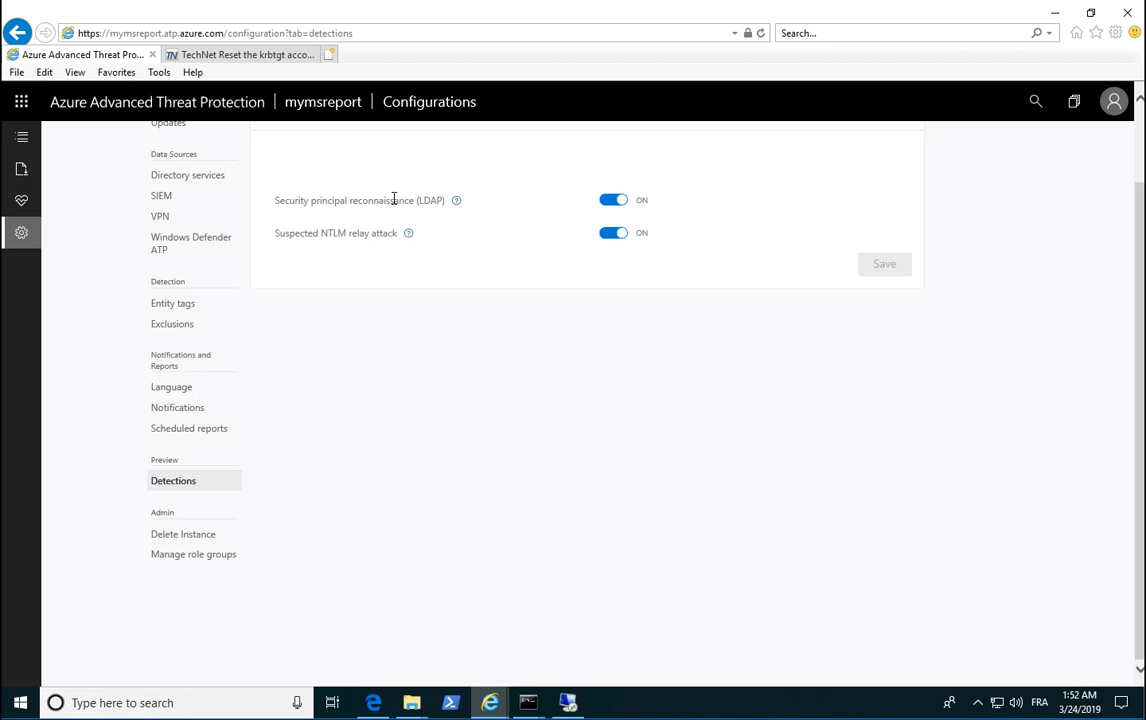 https://mymsreport.atp.azure.com/configuration?tab=detections
Search...
Azure Advanced Threat Pro...
TN TechNet Reset the krbtgt acco...
File Edit View Favorites Tools Help
Azure Advanced Threat Protection mymsreport Configurations
Updates
Data Sources
Directory services
SIEM
VPN
Windows Defender
ATP
Detection
Entity tags
Exclusions
Notifications and
Reports
Language
Notifications
Scheduled reports
Preview
Detections
Admin
Delete Instance
Manage role groups
Security principal reconnaissance (LDAP) ? ON
Suspected NTLM relay attack ? ON
Save
Type here to search
FRA
1:52 AM
3/24/2019